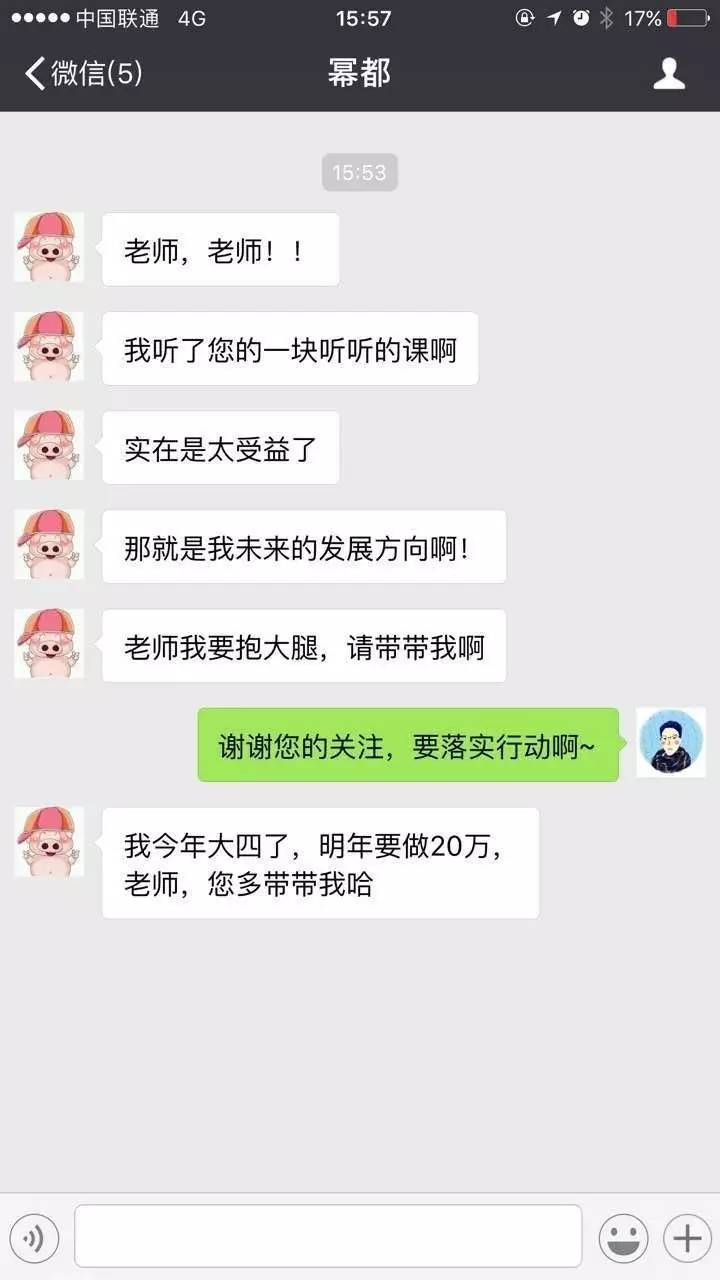 中国联通 4G 15:57 17%
微信(5) 幂都
15:53
老师，老师！！
我听了您的一块听听的课啊
实在是太受益了
那就是我未来的发展方向啊！
老师我要抱大腿，请带带我啊
谢谢您的关注，要落实行动啊~
我今年大四了，明年要做20万，
老师，您多带带我哈